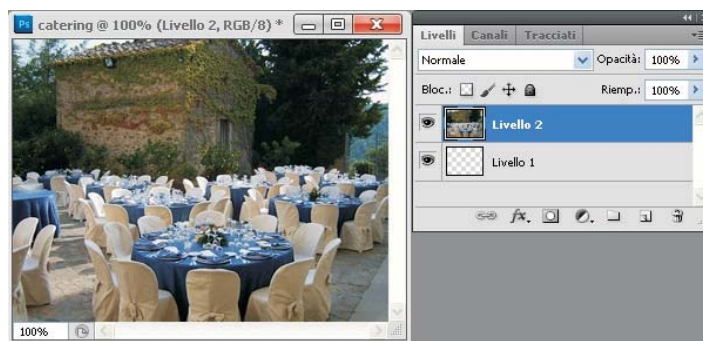 Ps catering @ 100% (Livello 2, RGB/8) *
100%
Livelli Canali Tracciati
Normale Opacità: 100%
Bloc.: Riemp.: 100%
Livello 2
Livello 1
fx.